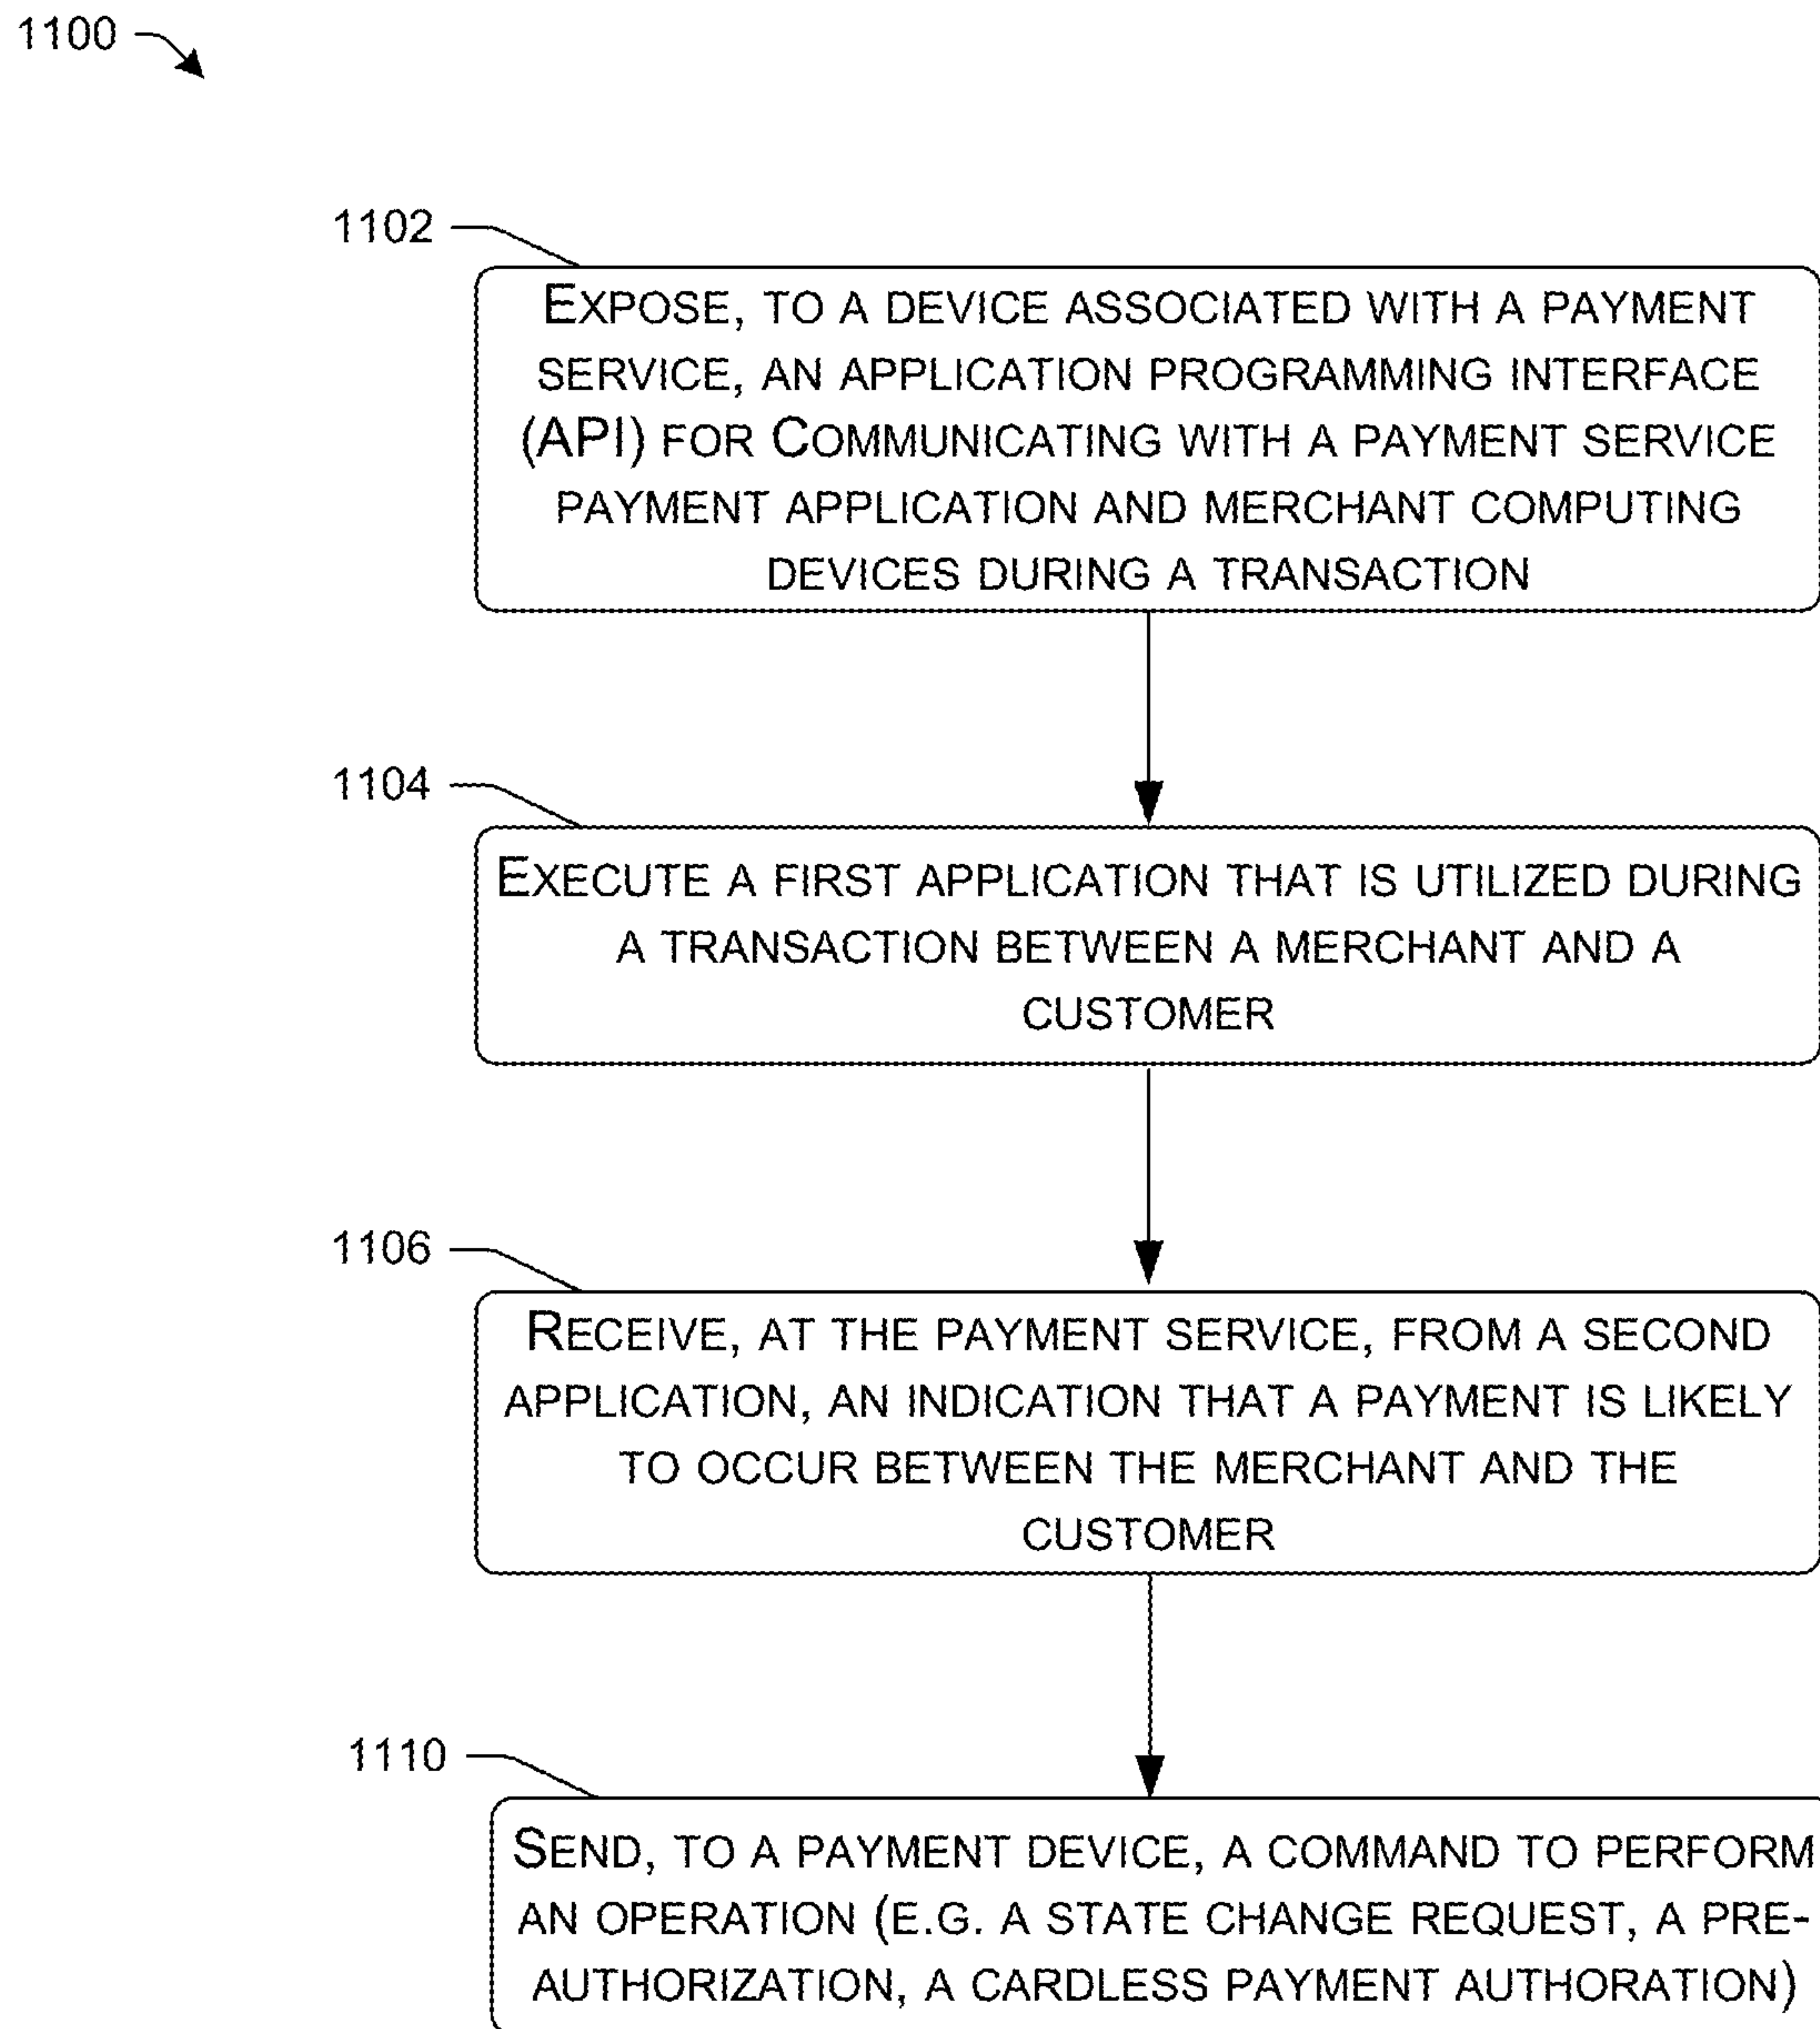 1100
1102
EXPOSE, TO A DEVICE ASSOCIATED WITH A PAYMENT
SERVICE, AN APPLICATION PROGRAMMING INTERFACE
(API) FOR COMMUNICATING WITH A PAYMENT SERVICE
PAYMENT APPLICATION AND MERCHANT COMPUTING
DEVICES DURING A TRANSACTION
1104
EXECUTE A FIRST APPLICATION THAT IS UTILIZED DURING
A TRANSACTION BETWEEN A MERCHANT AND A
CUSTOMER
1106
RECEIVE, AT THE PAYMENT SERVICE, FROM A SECOND
APPLICATION, AN INDICATION THAT A PAYMENT IS LIKELY
TO OCCUR BETWEEN THE MERCHANT AND THE
CUSTOMER
1110
SEND, TO A PAYMENT DEVICE, A COMMAND TO PERFORM
AN OPERATION (E.G. A STATE CHANGE REQUEST, A PRE-
AUTHORIZATION, A CARDLESS PAYMENT AUTHORATION)